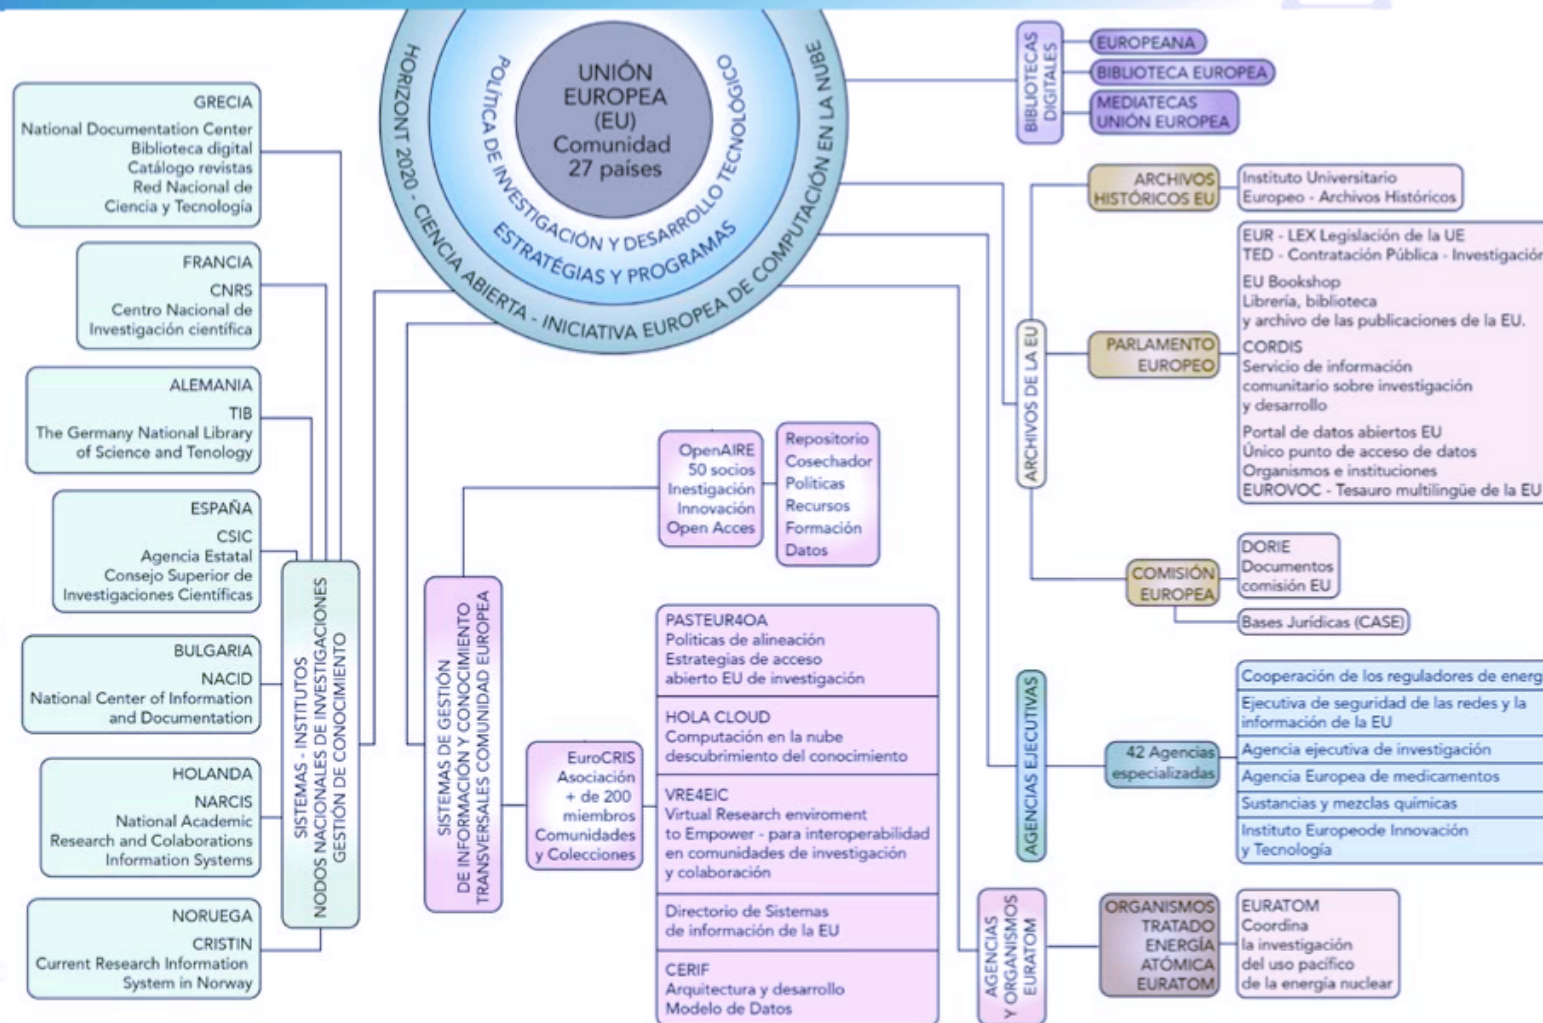 UNIÓN
EUROPEA
(EU)
Comunidad
27 países
POLÍTICA DE INVESTIGACIÓN Y DESARROLLO TECNOLÓGICO
ESTRATÉGIAS Y PROGRAMAS
HORIZONT 2020 - CIENCIA ABIERTA - INICIATIVA EUROPEA DE COMPUTACIÓN EN LA NUBE
GRECIA
National Documentation Center
Biblioteca digital
Catálogo revistas
Red Nacional de
Ciencia y Tecnología
FRANCIA
CNRS
Centro Nacional de
Investigación científica
ALEMANIA
TIB
The Germany National Library
of Science and Tenology
ESPAÑA
CSIC
Agencia Estatal
Consejo Superior de
Investigaciones Científicas
BULGARIA
NACID
National Center of Information
and Documentation
HOLANDA
NARCIS
National Academic
Research and Colaborations
Information Systems
NORUEGA
CRISTIN
Current Research Information
System in Norway
SISTEMAS - INSTITUTOS
NODOS NACIONALES DE INVESTIGACIONES
GESTIÓN DE CONOCIMIENTO
SISTEMAS DE GESTIÓN
DE INFORMACIÓN Y CONOCIMIENTO
TRANSVERSALES COMUNIDAD EUROPEA
OpenAIRE
50 socios
Inestigación
Innovación
Open Acces
Repositorio
Cosechador
Políticas
Recursos
Formación
Datos
EuroCRIS
Asociación
+ de 200
miembros
Comunidades
y Colecciones
PASTEUR4OA
Politicas de alineación
Estrategias de acceso
abierto EU de investigación
HOLA CLOUD
Computación en la nube
descubrimiento del conocimiento
VRE4EIC
Virtual Research enviroment
to Empower - para interoperabilidad
en comunidades de investigación
y colaboración
Directorio de Sistemas
de información de la EU
CERIF
Arquitectura y desarrollo
Modelo de Datos
BIBLIOTECAS
DIGITALES
EUROPEANA
BIBLIOTECA EUROPEA
MEDIATECAS
UNIÓN EUROPEA
ARCHIVOS DE LA EU
ARCHIVOS
HISTÓRICOS EU
Instituto Universitario
Europeo - Archivos Históricos
PARLAMENTO
EUROPEO
EUR - LEX Legislación de la UE
TED - Contratación Pública - Investigación
EU Bookshop
Librería, biblioteca
y archivo de las publicaciones de la EU.
CORDIS
Servicio de información
comunitario sobre investigación
y desarrollo
Portal de datos abiertos EU
Único punto de acceso de datos
Organismos e instituciones
EUROVOC - Tesauro multilingüe de la EU
COMISIÓN
EUROPEA
DORIE
Documentos
comisión EU
Bases Jurídicas (CASE)
AGENCIAS EJECUTIVAS
42 Agencias
especializadas
Cooperación de los reguladores de energ
Ejecutiva de seguridad de las redes y la
información de la EU
Agencia ejecutiva de investigación
Agencia Europea de medicamentos
Sustancias y mezclas químicas
Instituto Europeode Innovación
y Tecnología
AGENCIAS
Y ORGANISMOS
EURATOM
ORGANISMOS
TRATADO
ENERGÍA
ATÓMICA
EURATOM
EURATOM
Coordina
la investigación
del uso pacífico
de la energía nuclear